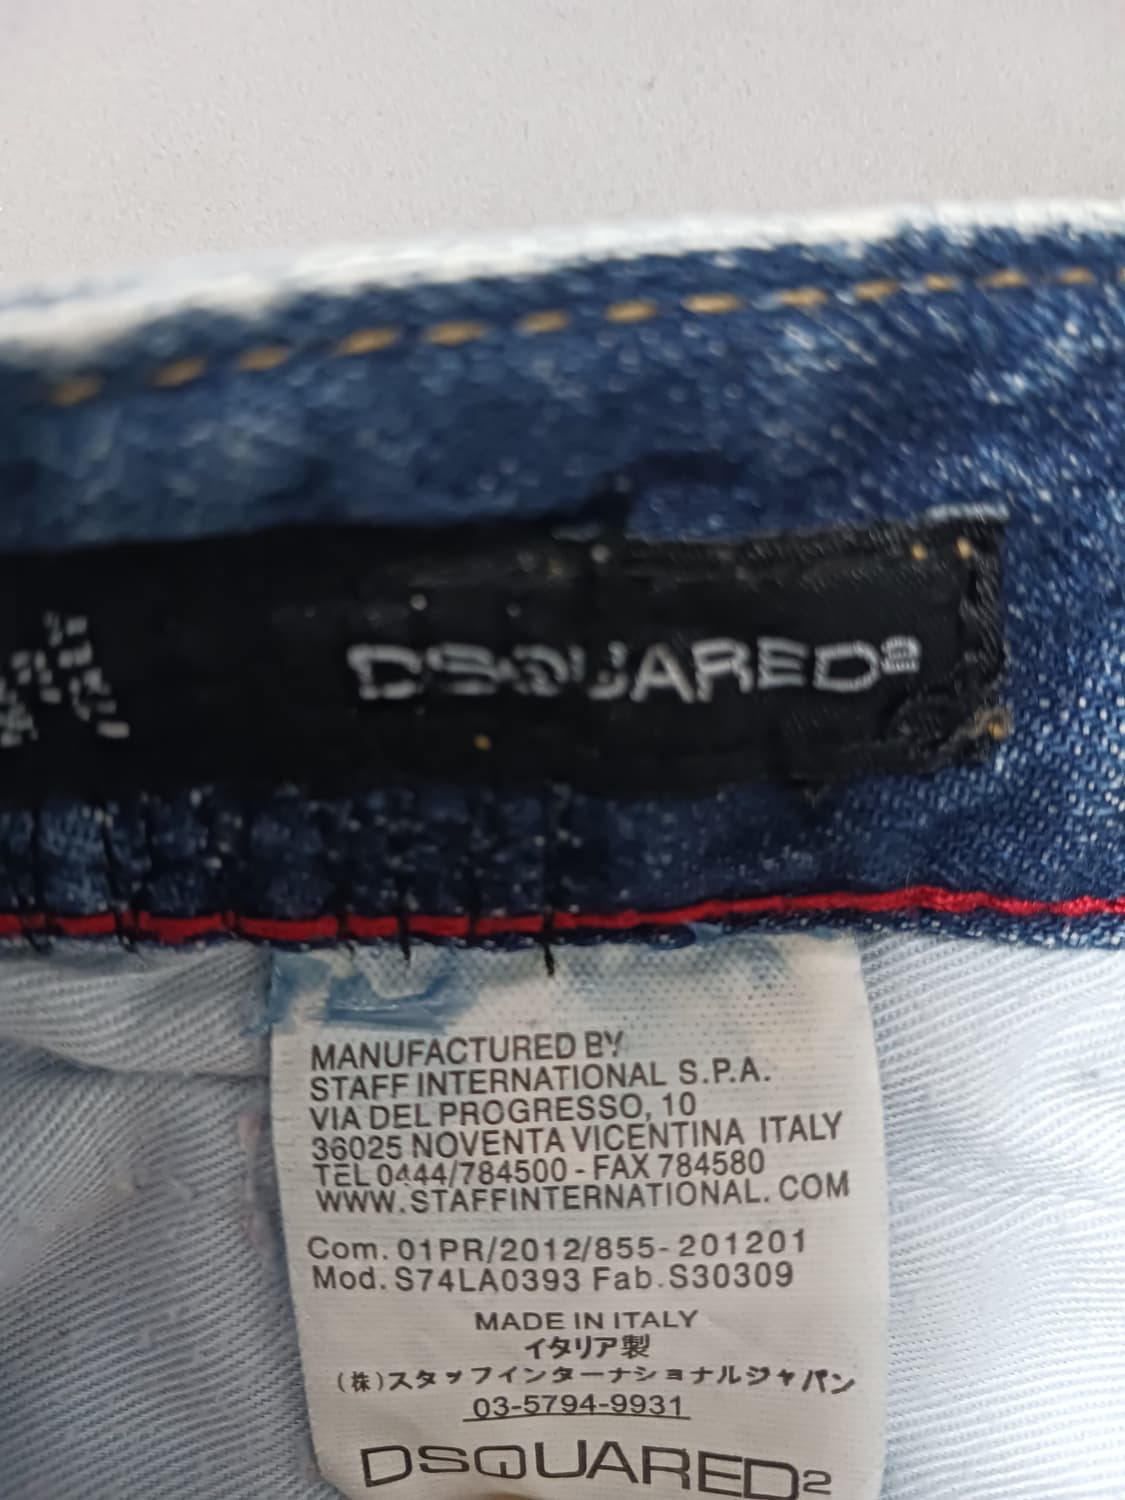 DSQUARED2
MANUFACTURED BY
STAFF INTERNATIONAL S.P.A.
VIA DEL PROGRESSO, 10
36025 NOVENTA VICENTINA ITALY
TEL 0444/784500 - FAX 784580
WWW.STAFFINTERNATIONAL.COM
Com. 01PR/2012/855-201201
Mod. S74LA0393 Fab.S30309
MADE IN ITALY
イタリア製
(株)スタッフインターナショナルジャパン
03-5794-9931
DSQUARED2